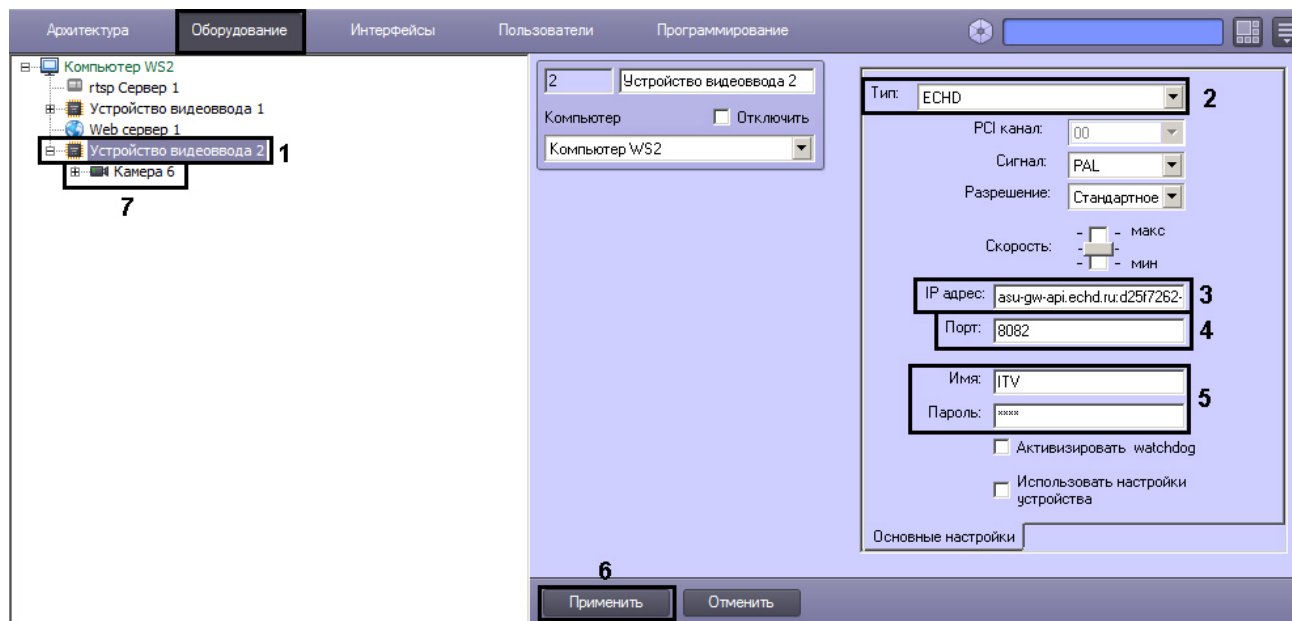 Архитектура Оборудование Интерфейсы Пользователи Программирование
Компьютер WS2
rtsp Сервер 1
Устройство видеоввода 1
Web сервер 1
Устройство видеоввода 2 1
Камера 6
7
2 Устройство видеоввода 2
Компьютер Отключить
Компьютер WS2
Тип: ECHD 2
PCI канал: 00
Сигнал: PAL
Разрешение: Стандартное
макс
Скорость:
мин
IP адрес: asu-gw-api.echd.ru:d25f7262- 3
Порт: 8082 4
Имя: ITV
5
Пароль: ××××
Активизировать watchdog
Использовать настройки
устройства
Основные настройки
6
Применить Отменить